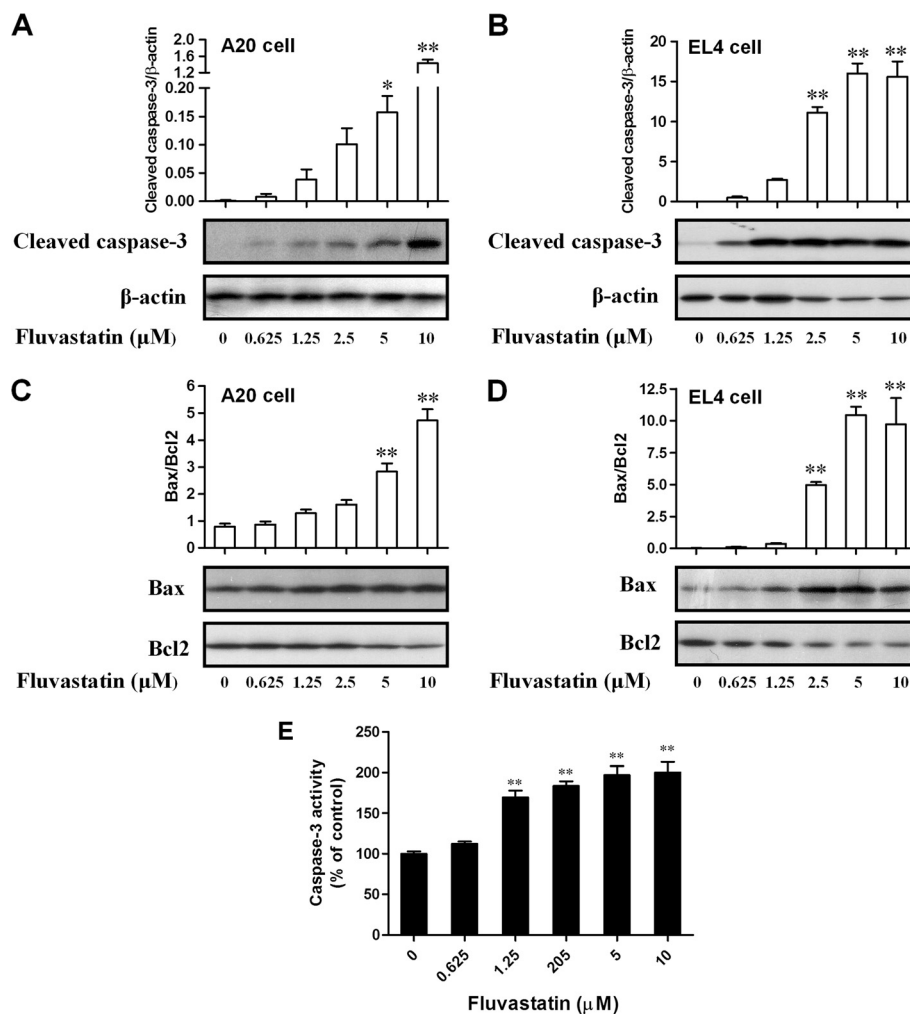 A
A20 cell
Cleaved caspase-3/β-actin
2.0
1.6
1.2
0.20
0.15
0.10
0.05
0.00
*
**
Cleaved caspase-3
β-actin
Fluvastatin (μM)
0 0.625 1.25 2.5 5 10
B
EL4 cell
Cleaved caspase-3/β-actin
20
15
10
5
0
** ** **
Cleaved caspase-3
β-actin
Fluvastatin (μM)
0 0.625 1.25 2.5 5 10
C
A20 cell
Bax/Bcl2
6
5
4
3
2
1
0
** **
Bax
Bcl2
Fluvastatin (μM)
0 0.625 1.25 2.5 5 10
D
EL4 cell
Bax/Bcl2
12.5
10.0
7.5
5.0
2.5
0.0
** ** **
Bax
Bcl2
Fluvastatin (μM)
0 0.625 1.25 2.5 5 10
E
Caspase-3 activity
(% of control)
250
200
150
100
50
0
** ** ** **
0 0.625 1.25 205 5 10
Fluvastatin (μM)